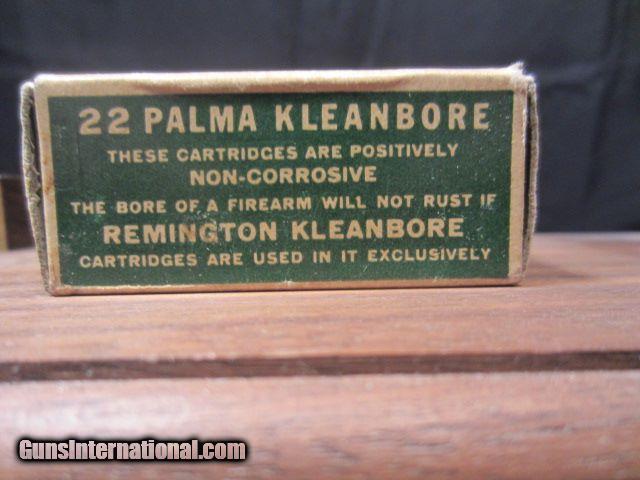 22 PALMA KLEANBORE
THESE CARTRIDGES ARE POSITIVELY
NON-CORROSIVE
THE BORE OF A FIREARM WILL NOT RUST IF
REMINGTON KLEANBORE
CARTRIDGES ARE USED IN IT EXCLUSIVELY
GunsInternational.com